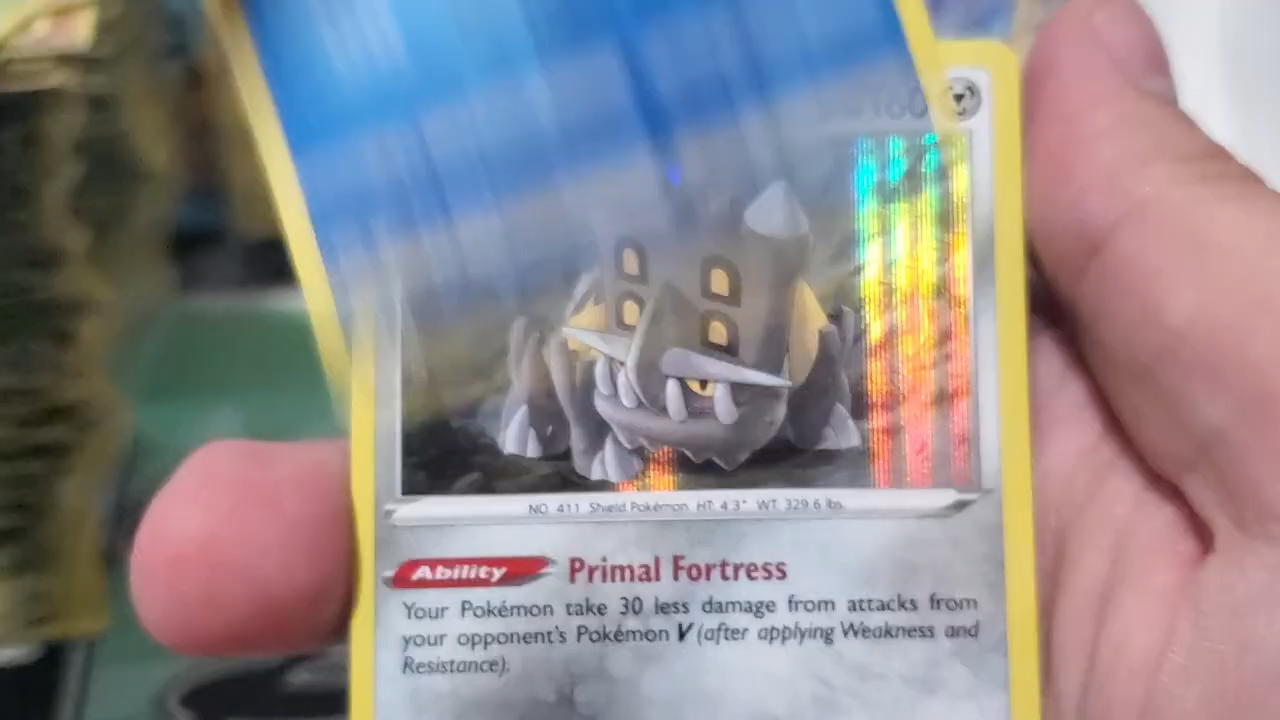 160
NO. 411 Shield Pokémon HT 4'3" WT 329.6 lbs.
Ability Primal Fortress
Your Pokémon take 30 less damage from attacks from
your opponent's Pokémon V (after applying Weakness and
Resistance).